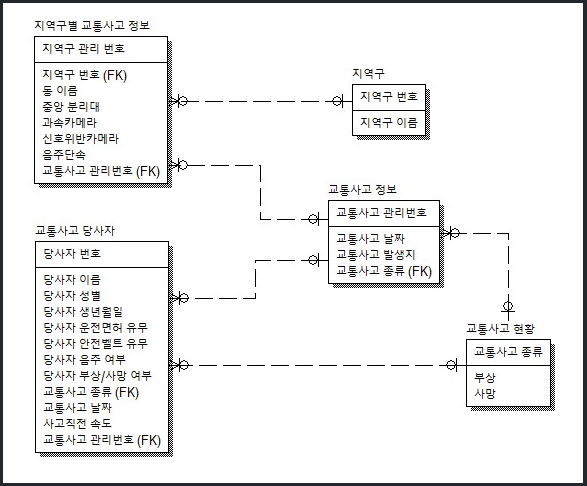 지역구별 교통사고 정보
지역구 관리 번호
지역구 번호 (FK)
동 이름
중앙 분리대
과속카메라
신호위반카메라
음주단속
교통사고 관리번호 (FK)
지역구
지역구 번호
지역구 이름
교통사고 정보
교통사고 관리번호
교통사고 날짜
교통사고 발생지
교통사고 종류 (FK)
교통사고 당사자
당사자 번호
당사자 이름
당사자 성별
당사자 생년월일
당사자 운전면허 유무
당사자 안전벨트 유무
당사자 음주 여부
당사자 부상/사망 여부
교통사고 종류 (FK)
교통사고 날짜
사고직전 속도
교통사고 관리번호 (FK)
교통사고 현황
교통사고 종류
부상
사망